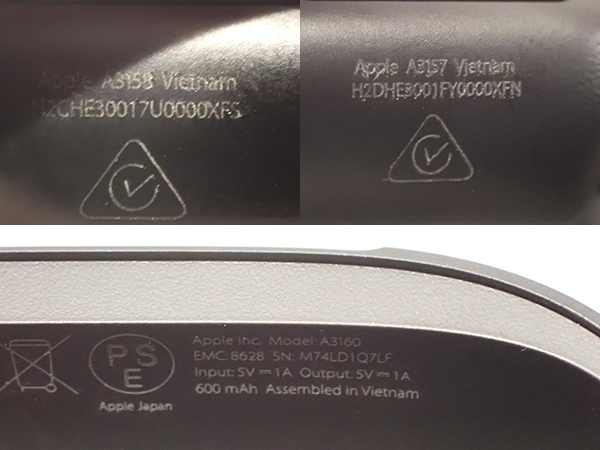 Apple A3158 Vietnam
H2CHE30017U0000XFS
Apple A3157 Vietnam
H2DHE3001FY0000XFN
PSE
Apple Japan
Apple Inc. Model: A3160
EMC: 8628 SN: M74LD1Q7LF
Input: 5V⎓1A Output: 5V⎓1A
600 mAh Assembled in Vietnam